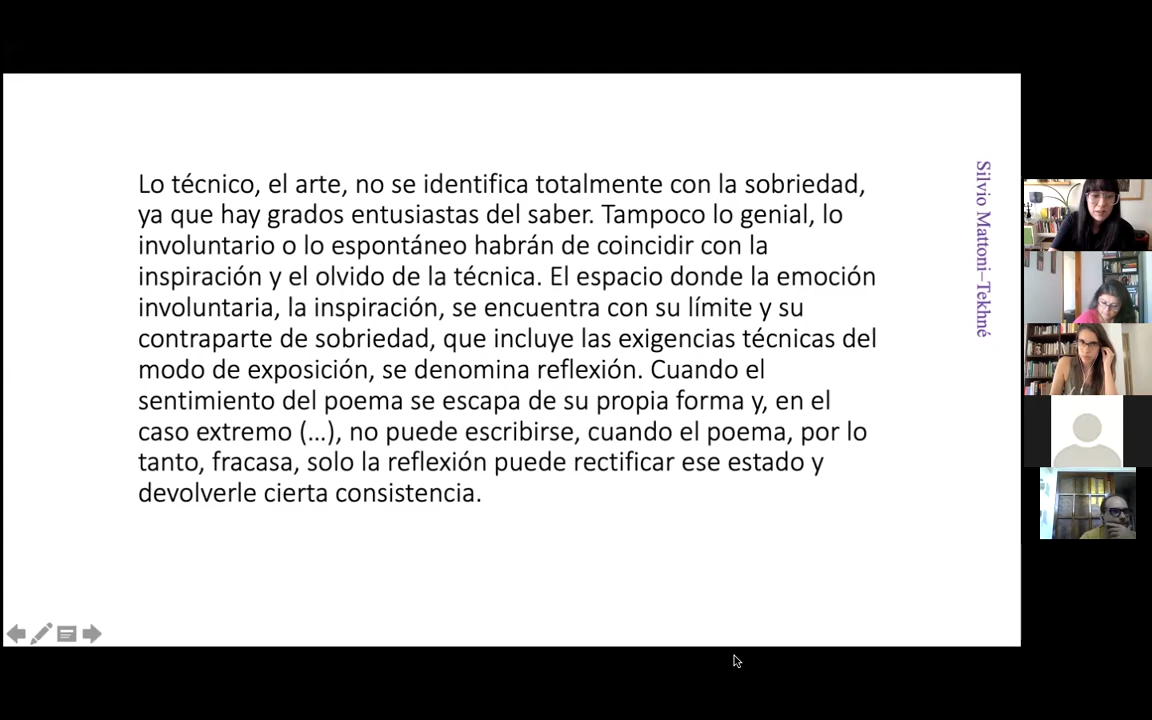 Lo técnico, el arte, no se identifica totalmente con la sobriedad,
ya que hay grados entusiastas del saber. Tampoco lo genial, lo
involuntario o lo espontáneo habrán de coincidir con la
inspiración y el olvido de la técnica. El espacio donde la emoción
involuntaria, la inspiración, se encuentra con su límite y su
contraparte de sobriedad, que incluye las exigencias técnicas del
modo de exposición, se denomina reflexión. Cuando el
sentimiento del poema se escapa de su propia forma y, en el
caso extremo (...), no puede escribirse, cuando el poema, por lo
tanto, fracasa, solo la reflexión puede rectificar ese estado y
devolverle cierta consistencia.
Silvio Mattoni–Tekhné